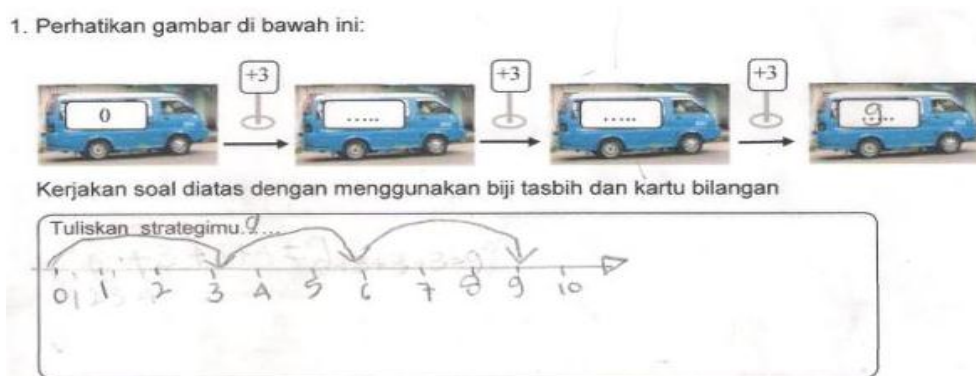 1. Perhatikan gambar di bawah ini:
+3 +3 +3
0 ..... ..... 9...
Kerjakan soal diatas dengan menggunakan biji tasbih dan kartu bilangan
Tuliskan strategimu.9...
0 1 2 3 4 5 6 7 8 9 10